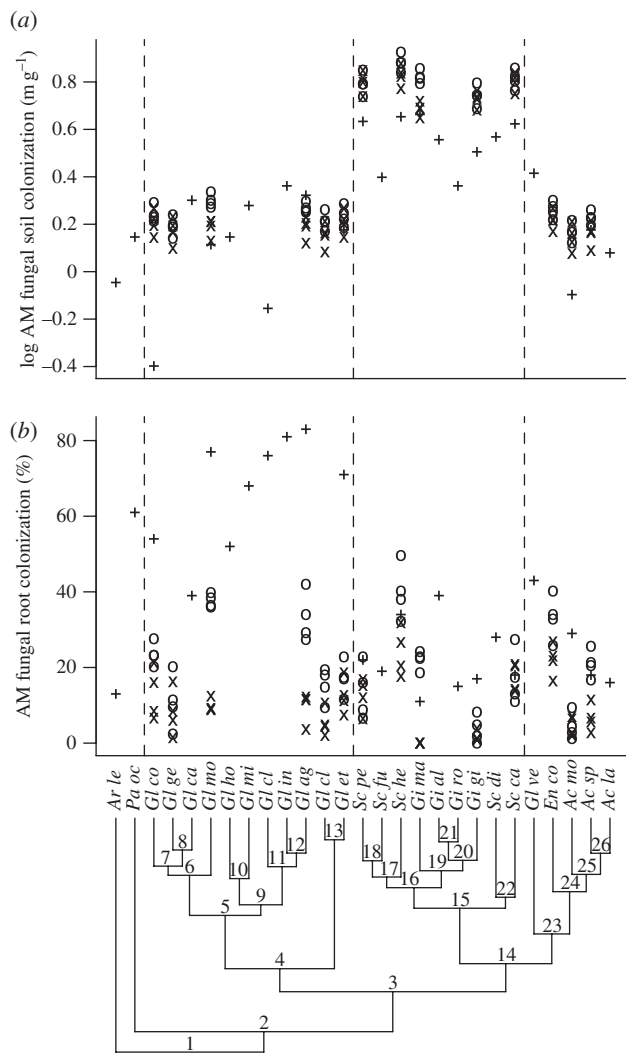 (a)
log AM fungal soil colonization (m g⁻¹)
0.8
0.6
0.4
0.2
0
−0.2
−0.4
(b)
AM fungal root colonization (%)
80
60
40
20
0
Ar le
Pa oc
Gl co
Gl ge
Gl ca
Gl mo
Gl ho
Gl mi
Gl cl
Gl in
Gl ag
Gl cl
Gl et
Sc pe
Sc fu
Sc he
Gi ma
Gi al
Gi ro
Gi gi
Sc di
Sc ca
Gl ve
En co
Ac mo
Ac sp
Ac la
8
7
6
5
10
9
11
12
13
4
18
17
16
19
21
20
15
22
14
23
24
25
26
3
2
1